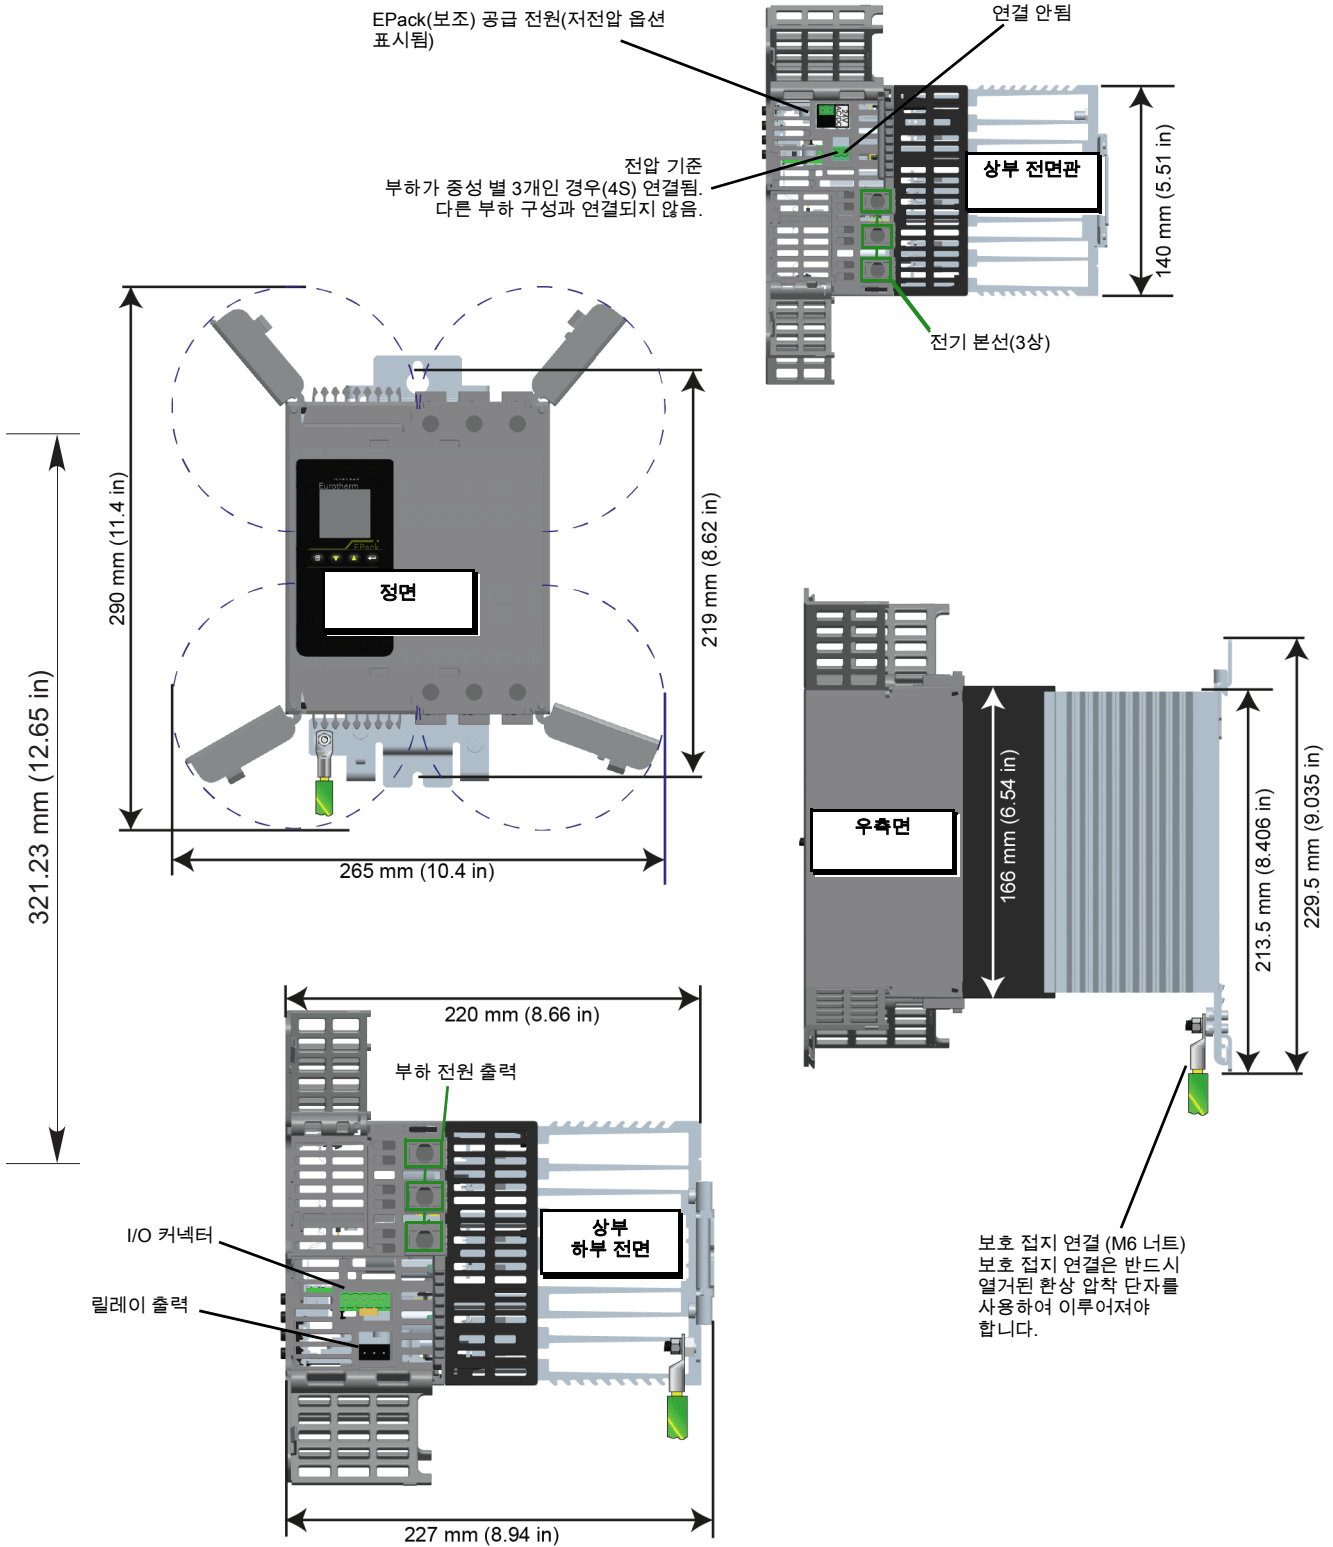 EPack(보조) 공급 전원(저전압 옵션
표시됨)
연결 안됨
전압 기준
부하가 중성 별 3개인 경우(4S) 연결됨.
다른 부하 구성과 연결되지 않음.
24V
상부 전면관
140 mm (5.51 in)
전기 본선(3상)
290 mm (11.4 in)
Eurotherm
EPack
정면
219 mm (8.62 in)
265 mm (10.4 in)
321.23 mm (12.65 in)
우측면
166 mm (6.54 in)
213.5 mm (8.406 in)
229.5 mm (9.035 in)
220 mm (8.66 in)
부하 전원 출력
I/O 커넥터
릴레이 출력
상부
하부 전면
227 mm (8.94 in)
보호 접지 연결 (M6 너트)
보호 접지 연결은 반드시
열거된 환상 압착 단자를
사용하여 이루어져야
합니다.